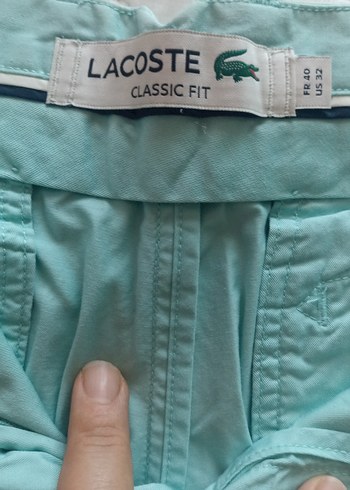 LACOSTE
CLASSIC FIT
FR 40
US 32